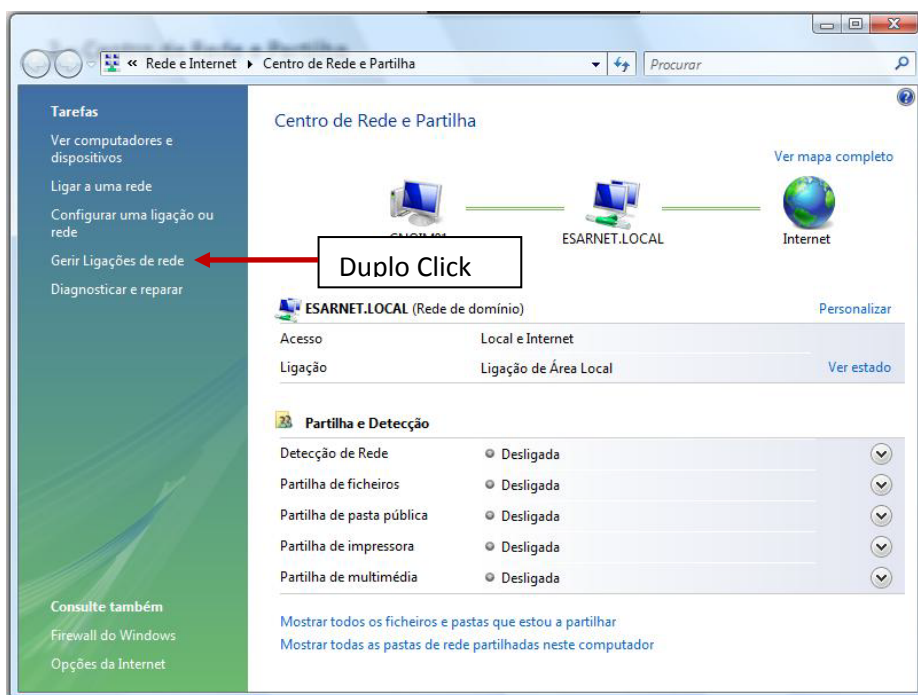 Rede e Internet
Centro de Rede e Partilha
Procurar
Tarefas
Ver computadores e
dispositivos
Ligar a uma rede
Configurar uma ligação ou
rede
Gerir Ligações de rede
Diagnosticar e reparar
Consulte também
Firewall do Windows
Opções da Internet
Centro de Rede e Partilha
Ver mapa completo
ESARNET.LOCAL
Internet
Duplo Click
ESARNET.LOCAL (Rede de domínio)
Personalizar
Acesso
Local e Internet
Ligação
Ligação de Área Local
Ver estado
Partilha e Detecção
Detecção de Rede
Desligada
Partilha de ficheiros
Desligada
Partilha de pasta pública
Desligada
Partilha de impressora
Desligada
Partilha de multimédia
Desligada
Mostrar todos os ficheiros e pastas que estou a partilhar
Mostrar todas as pastas de rede partilhadas neste computador